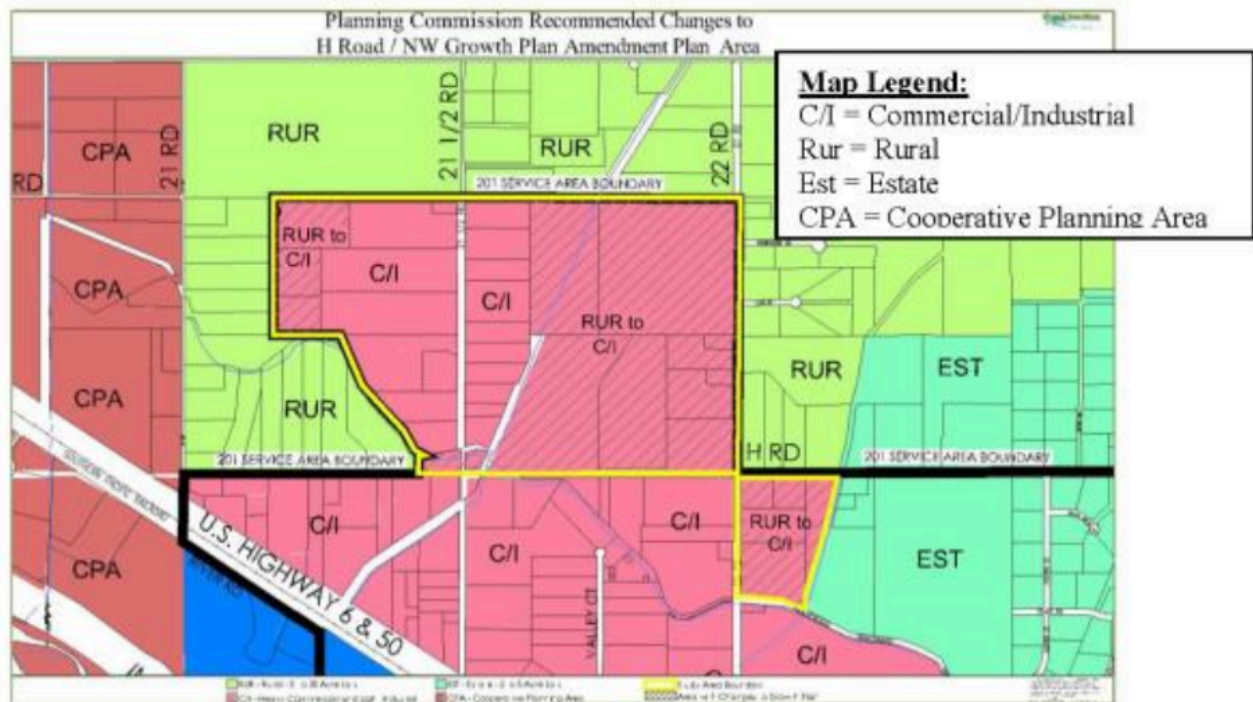 Planning Commission Recommended Changes to
H Road / NW Growth Plan Amendment Plan Area
Map Legend:
C/I = Commercial/Industrial
Rur = Rural
Est = Estate
CPA = Cooperative Planning Area
RD
CPA
21 RD
RUR
21 1/2 RD
RUR
22 RD
201 SERVICE AREA BOUNDARY
RUR to
C/I
C/I
C/I
RUR to
C/I
CPA
RUR
EST
CPA
RUR
H RD
201 SERVICE AREA BOUNDARY
201 SERVICE AREA BOUNDARY
C/I
C/I
C/I
RUR to
C/I
EST
CPA
U.S. HIGHWAY 6 & 50
VALLEY CT
C/I